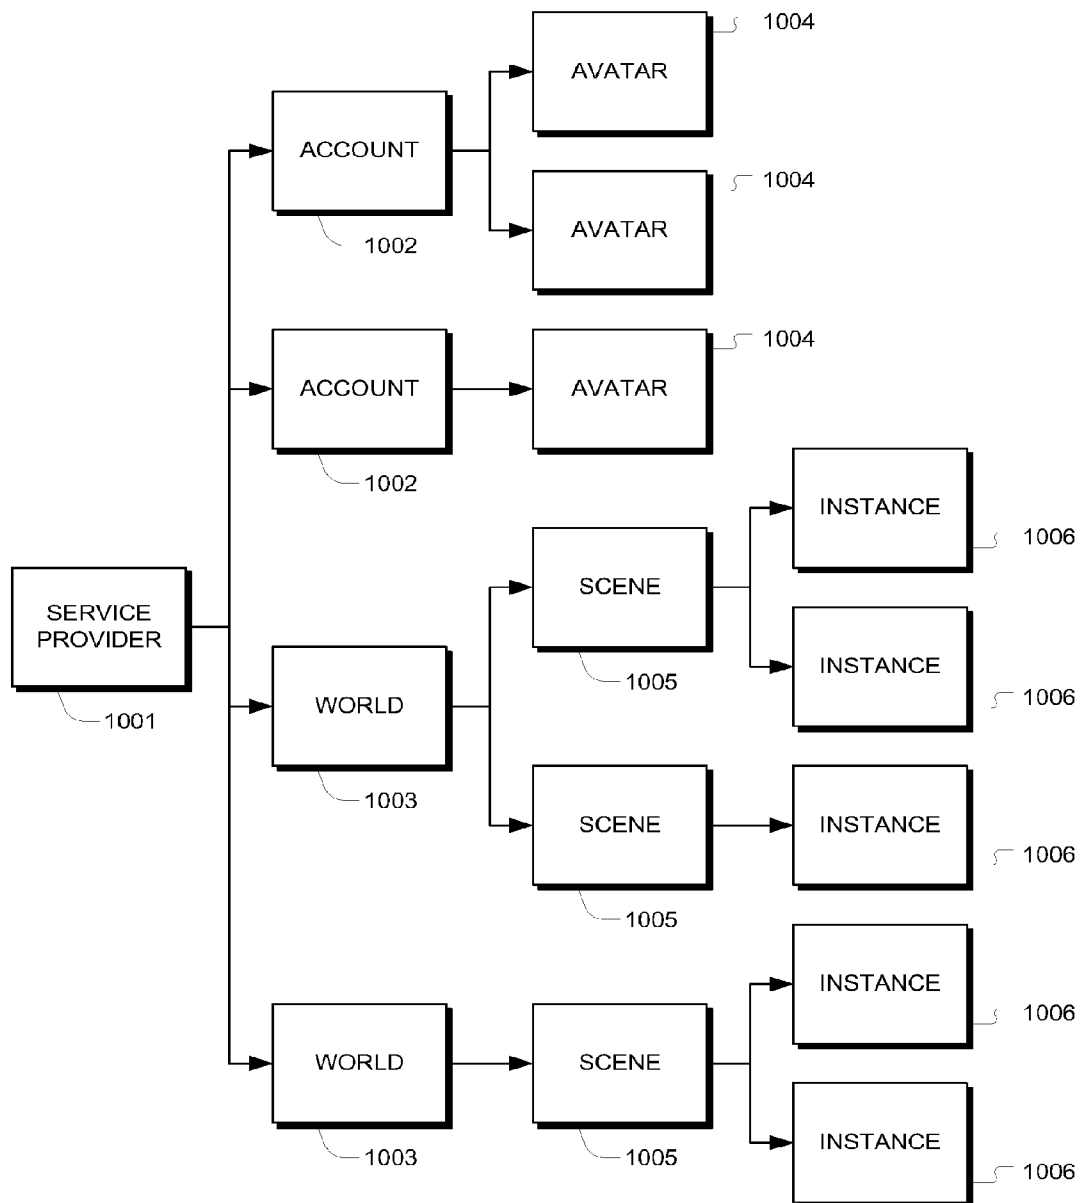 1004
AVATAR
ACCOUNT
1004
AVATAR
1002
1004
ACCOUNT
AVATAR
1002
INSTANCE
1006
SCENE
SERVICE
PROVIDER
INSTANCE
1005
1006
WORLD
1001
1003
SCENE
INSTANCE
1006
1005
INSTANCE
1006
WORLD
SCENE
INSTANCE
1003
1005
1006